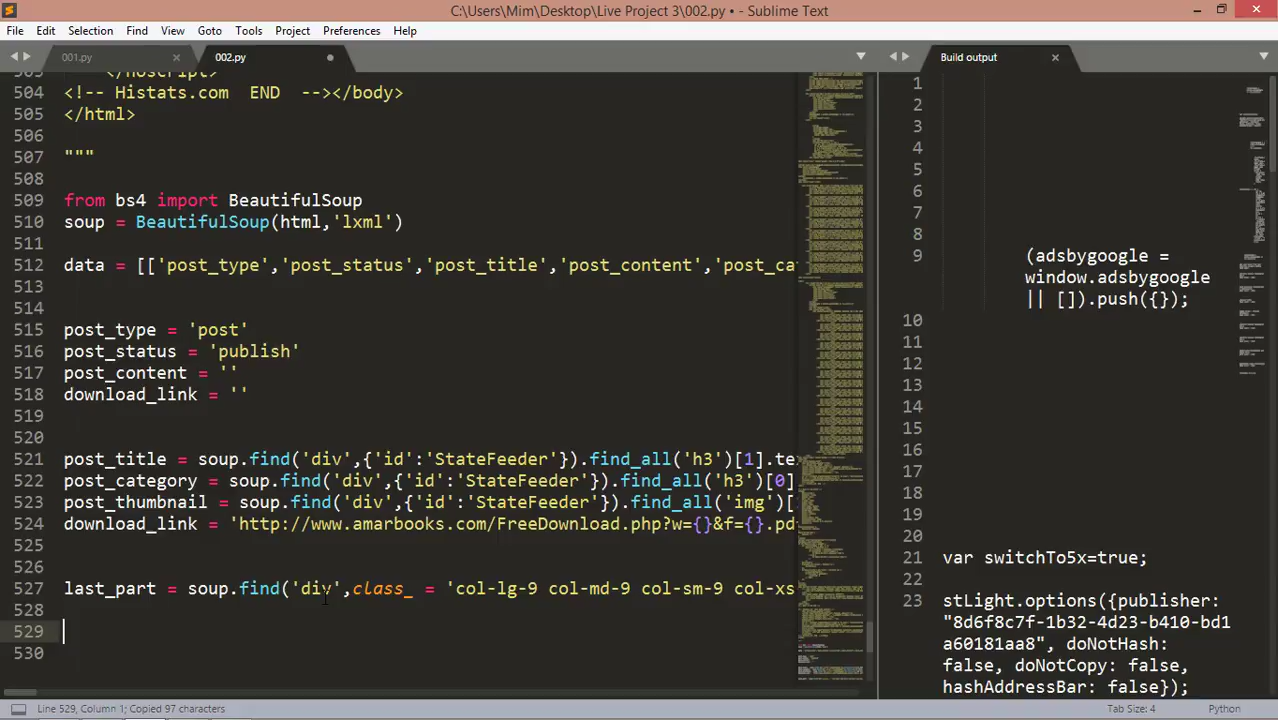 C:\Users\Mim\Desktop\Live Project 3\002.py • - Sublime Text
File Edit Selection Find View Goto Tools Project Preferences Help
001.py 002.py Build output
503 </noscript>
504 <!-- Histats.com  END  --></body>
505 </html>
506
507 """
508
509 from bs4 import BeautifulSoup
510 soup = BeautifulSoup(html,'lxml')
511
512 data = [['post_type','post_status','post_title','post_content','post_ca
513
514
515 post_type = 'post'
516 post_status = 'publish'
517 post_content = ''
518 download_link = ''
519
520
521 post_title = soup.find('div',{'id':'StateFeeder'}).find_all('h3')[1].te
522 post_category = soup.find('div',{'id':'StateFeeder'}).find_all('h3')[0]
523 post_thumbnail = soup.find('div',{'id':'StateFeeder'}).find_all('img')[
524 download_link = 'http://www.amarbooks.com/FreeDownload.php?w={}&f={}.pd
525
526
527 last_part = soup.find('div',class_ = 'col-lg-9 col-md-9 col-sm-9 col-xs
528
529
530
1
2
3
4
5
6
7
8
9 (adsbygoogle =
window.adsbygoogle
|| []).push({});
10
11
12
13
14
15
16
17
18
19
20
21 var switchTo5x=true;
22
23 stLight.options({publisher:
"8d6f8c7f-1b32-4d23-b410-bd1
a60181aa8", doNotHash:
false, doNotCopy: false,
hashAddressBar: false});
Line 529, Column 1; Copied 97 characters
Tab Size: 4 Python